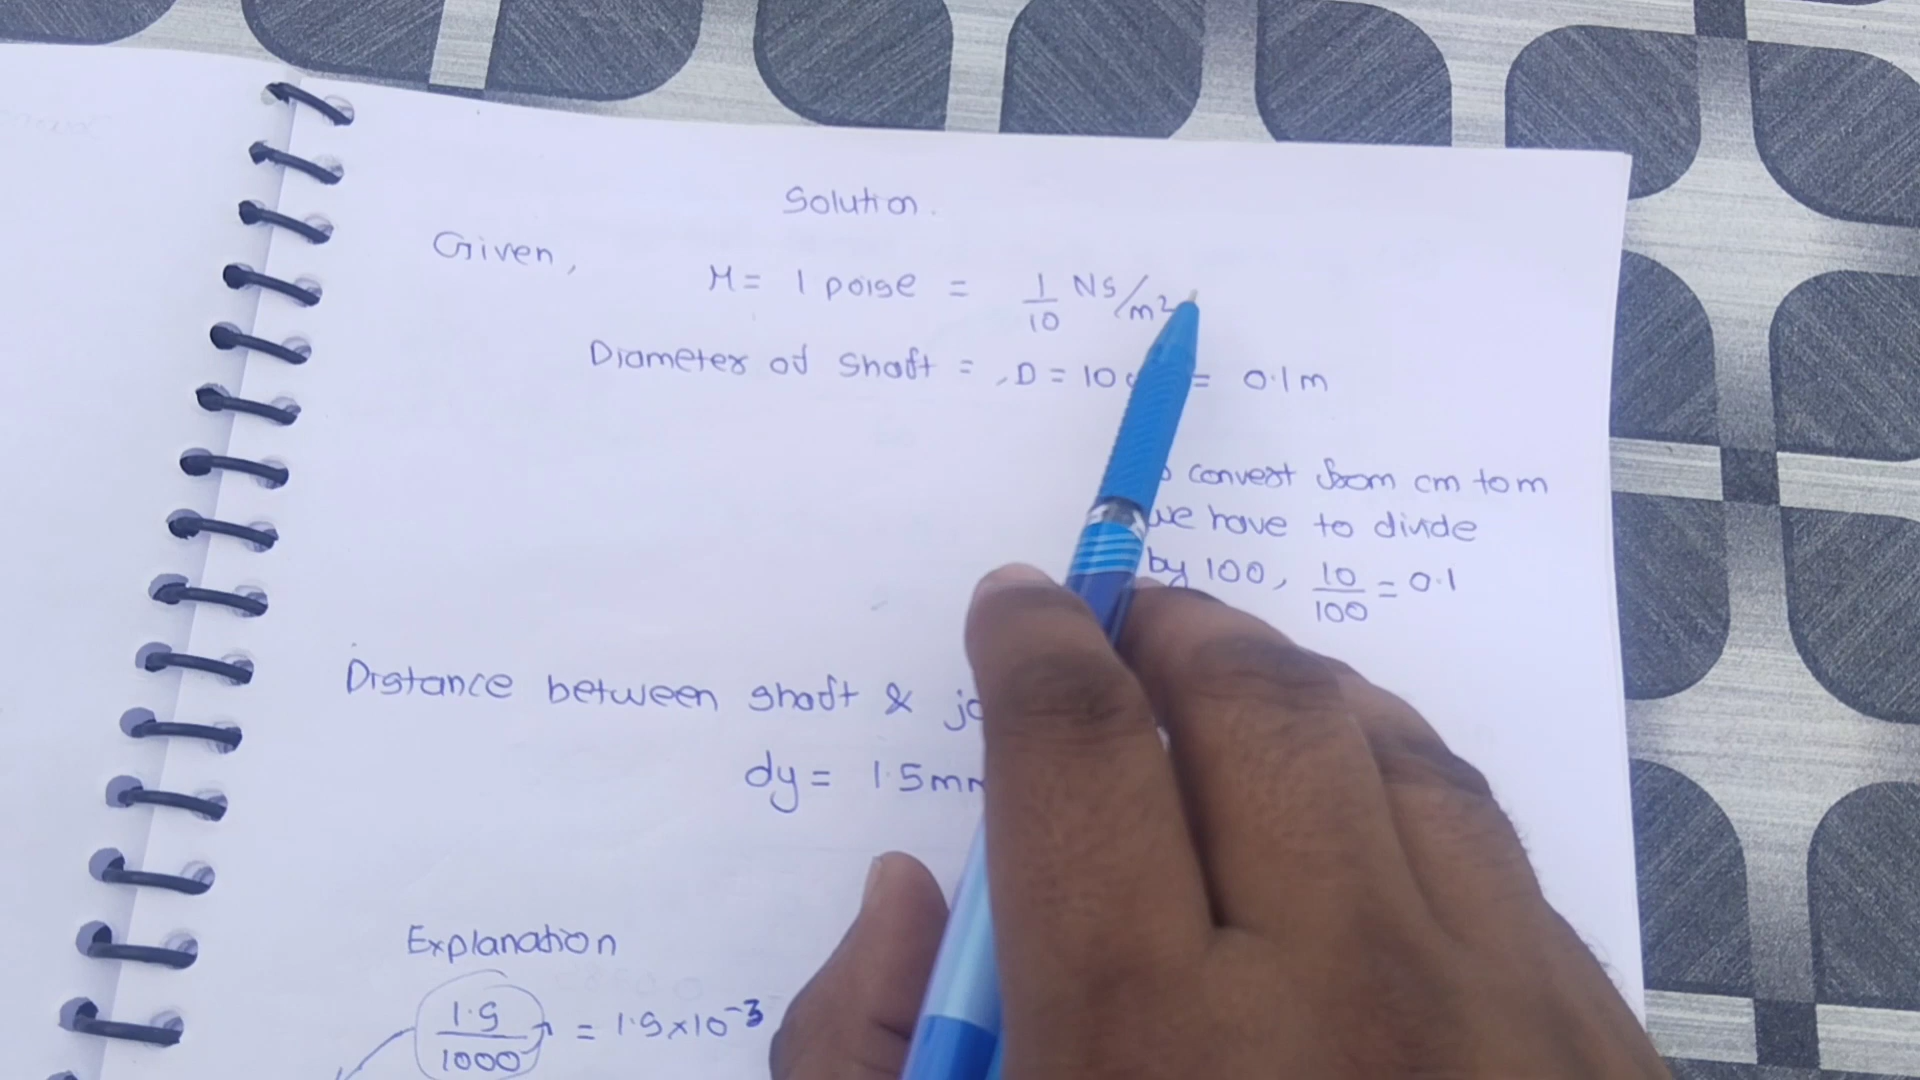 Solution.
Given,
M = 1 poise = 1/10 NS/m²
Diameter of Shaft = D = 10 = 0.1m
convert from cm to m
we have to divide
by 100, 10/100 = 0.1
Distance between shaft &
dy = 1.5m
Explanation
1.5/1000 = 1.5×10⁻³